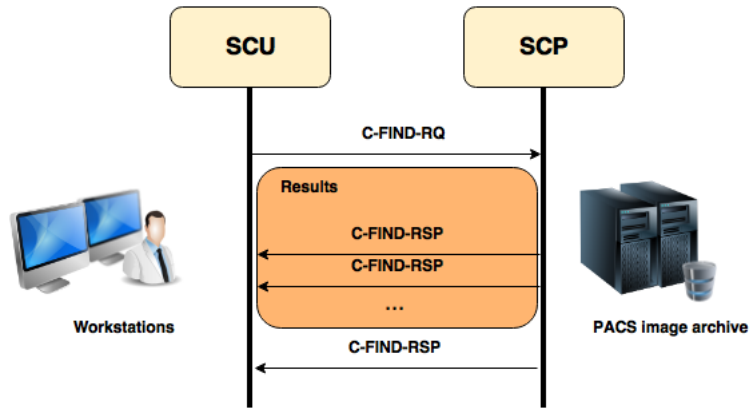 SCU
SCP
C-FIND-RQ
Results
C-FIND-RSP
C-FIND-RSP
...
Workstations
PACS image archive
C-FIND-RSP